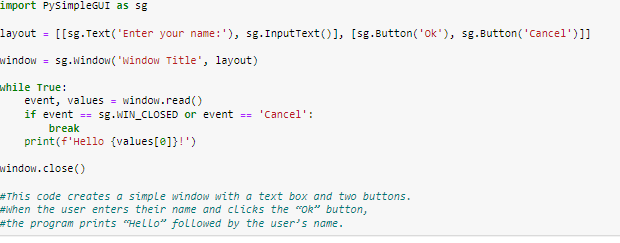 import PySimpleGUI as sg
layout = [[sg.Text('Enter your name:'), sg.InputText()], [sg.Button('Ok'), sg.Button('Cancel')]]
window = sg.Window('Window Title', layout)
while True:
    event, values = window.read()
    if event == sg.WIN_CLOSED or event == 'Cancel':
        break
    print(f'Hello {values[0]}!')
window.close()
#This code creates a simple window with a text box and two buttons.
#When the user enters their name and clicks the “Ok” button,
#the program prints “Hello” followed by the user’s name.